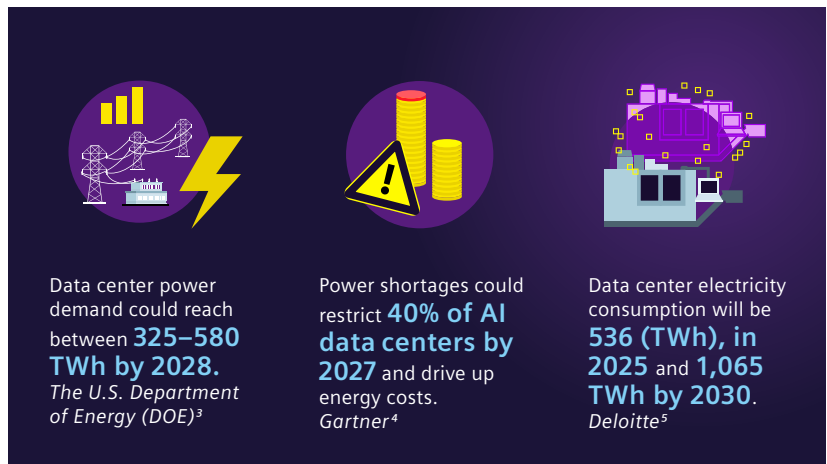 Data center power
demand could reach
between 325–580
TWh by 2028.
The U.S. Department
of Energy (DOE)³
Power shortages could
restrict 40% of AI
data centers by
2027 and drive up
energy costs.
Gartner⁴
Data center electricity
consumption will be
536 (TWh), in
2025 and 1,065
TWh by 2030.
Deloitte⁵